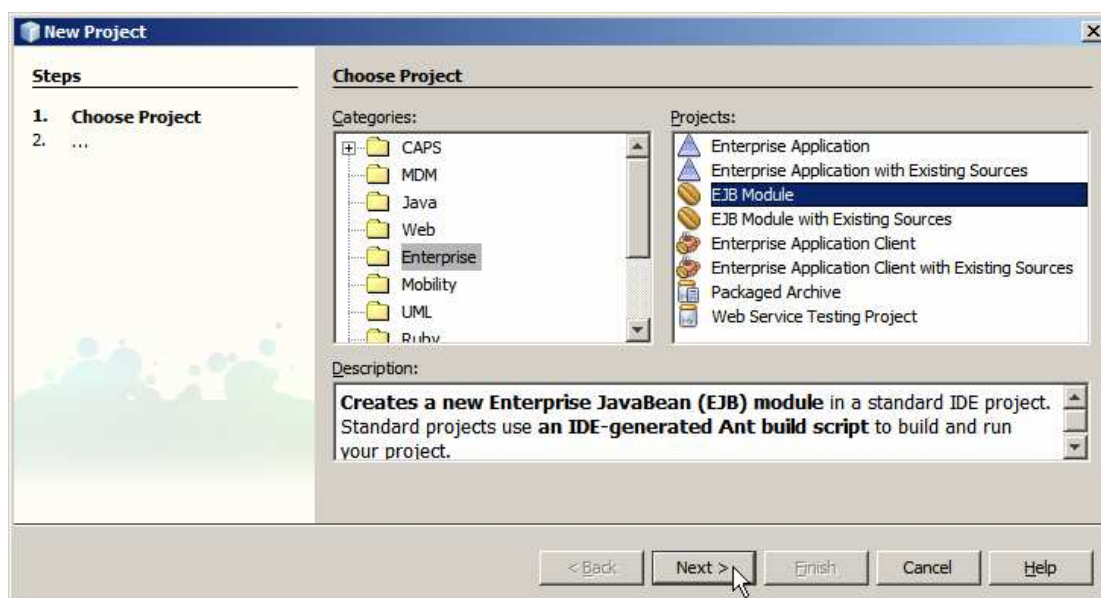 New Project
Steps
1. Choose Project
2. ...
Choose Project
Categories:
CAPS
MDM
Java
Web
Enterprise
Mobility
UML
Ruby
Projects:
Enterprise Application
Enterprise Application with Existing Sources
EJB Module
EJB Module with Existing Sources
Enterprise Application Client
Enterprise Application Client with Existing Sources
Packaged Archive
Web Service Testing Project
Description:
Creates a new Enterprise JavaBean (EJB) module in a standard IDE project.
Standard projects use an IDE-generated Ant build script to build and run
your project.
< Back Next > Finish Cancel Help